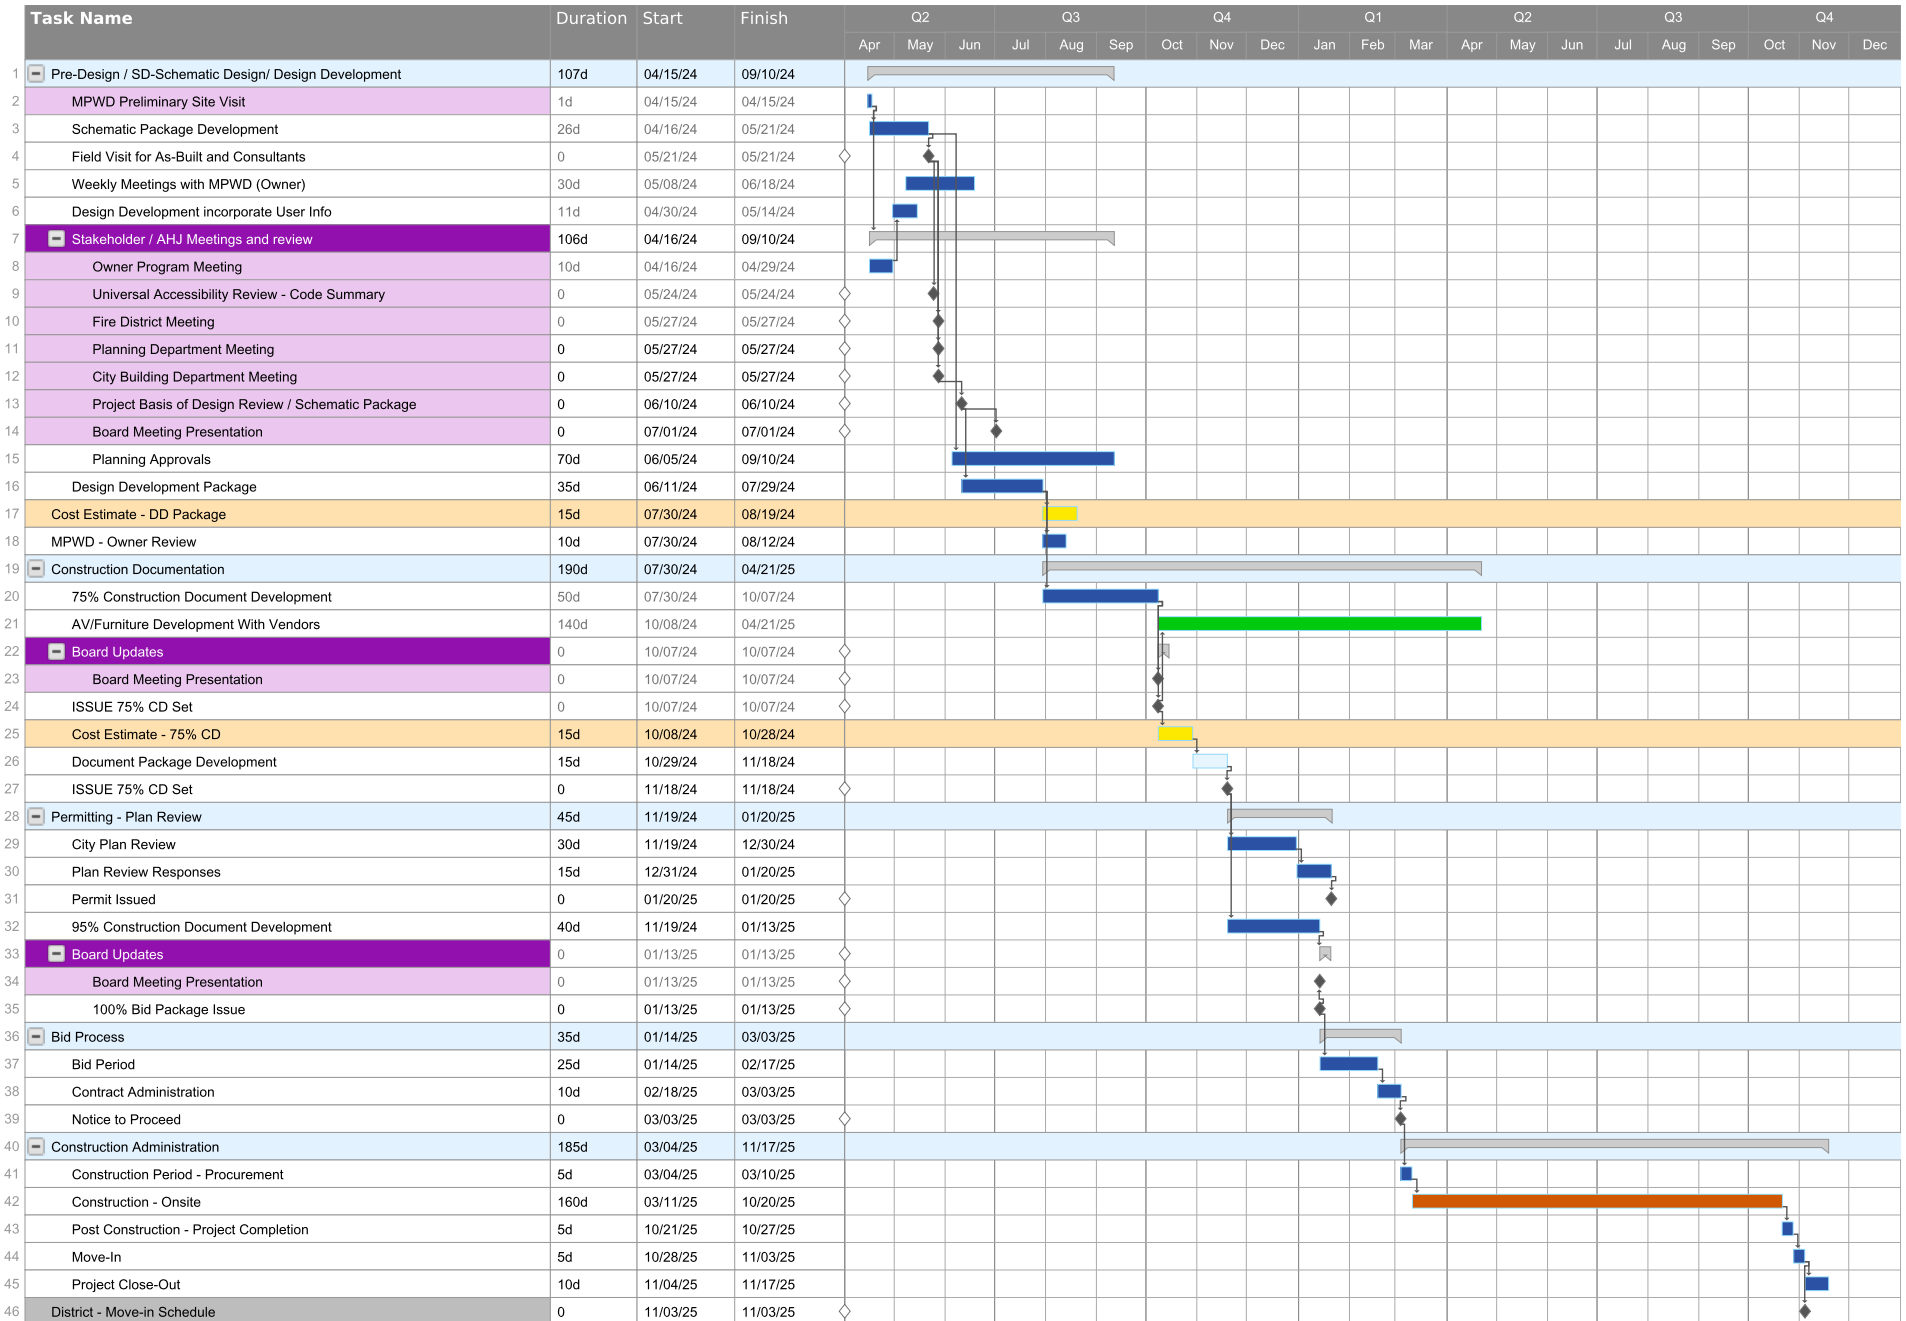 Task Name Duration Start Finish Q2 Q3 Q4 Q1 Q2 Q3 Q4
Apr May Jun Jul Aug Sep Oct Nov Dec Jan Feb Mar Apr May Jun Jul Aug Sep Oct Nov Dec
1 Pre-Design / SD-Schematic Design/ Design Development 107d 04/15/24 09/10/24
2 MPWD Preliminary Site Visit 1d 04/15/24 04/15/24
3 Schematic Package Development 26d 04/16/24 05/21/24
4 Field Visit for As-Built and Consultants 0 05/21/24 05/21/24
5 Weekly Meetings with MPWD (Owner) 30d 05/08/24 06/18/24
6 Design Development incorporate User Info 11d 04/30/24 05/14/24
7 Stakeholder / AHJ Meetings and review 106d 04/16/24 09/10/24
8 Owner Program Meeting 10d 04/16/24 04/29/24
9 Universal Accessibility Review - Code Summary 0 05/24/24 05/24/24
10 Fire District Meeting 0 05/27/24 05/27/24
11 Planning Department Meeting 0 05/27/24 05/27/24
12 City Building Department Meeting 0 05/27/24 05/27/24
13 Project Basis of Design Review / Schematic Package 0 06/10/24 06/10/24
14 Board Meeting Presentation 0 07/01/24 07/01/24
15 Planning Approvals 70d 06/05/24 09/10/24
16 Design Development Package 35d 06/11/24 07/29/24
17 Cost Estimate - DD Package 15d 07/30/24 08/19/24
18 MPWD - Owner Review 10d 07/30/24 08/12/24
19 Construction Documentation 190d 07/30/24 04/21/25
20 75% Construction Document Development 50d 07/30/24 10/07/24
21 AV/Furniture Development With Vendors 140d 10/08/24 04/21/25
22 Board Updates 0 10/07/24 10/07/24
23 Board Meeting Presentation 0 10/07/24 10/07/24
24 ISSUE 75% CD Set 0 10/07/24 10/07/24
25 Cost Estimate - 75% CD 15d 10/08/24 10/28/24
26 Document Package Development 15d 10/29/24 11/18/24
27 ISSUE 75% CD Set 0 11/18/24 11/18/24
28 Permitting - Plan Review 45d 11/19/24 01/20/25
29 City Plan Review 30d 11/19/24 12/30/24
30 Plan Review Responses 15d 12/31/24 01/20/25
31 Permit Issued 0 01/20/25 01/20/25
32 95% Construction Document Development 40d 11/19/24 01/13/25
33 Board Updates 0 01/13/25 01/13/25
34 Board Meeting Presentation 0 01/13/25 01/13/25
35 100% Bid Package Issue 0 01/13/25 01/13/25
36 Bid Process 35d 01/14/25 03/03/25
37 Bid Period 25d 01/14/25 02/17/25
38 Contract Administration 10d 02/18/25 03/03/25
39 Notice to Proceed 0 03/03/25 03/03/25
40 Construction Administration 185d 03/04/25 11/17/25
41 Construction Period - Procurement 5d 03/04/25 03/10/25
42 Construction - Onsite 160d 03/11/25 10/20/25
43 Post Construction - Project Completion 5d 10/21/25 10/27/25
44 Move-In 5d 10/28/25 11/03/25
45 Project Close-Out 10d 11/04/25 11/17/25
46 District - Move-in Schedule 0 11/03/25 11/03/25